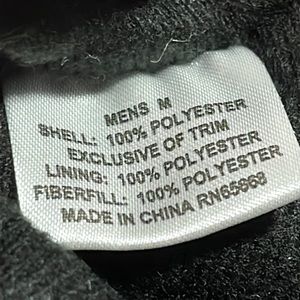 MENS M
SHELL: 100% POLYESTER
EXCLUSIVE OF TRIM
LINING: 100% POLYESTER
FIBERFILL: 100% POLYESTER
MADE IN CHINA RN65668